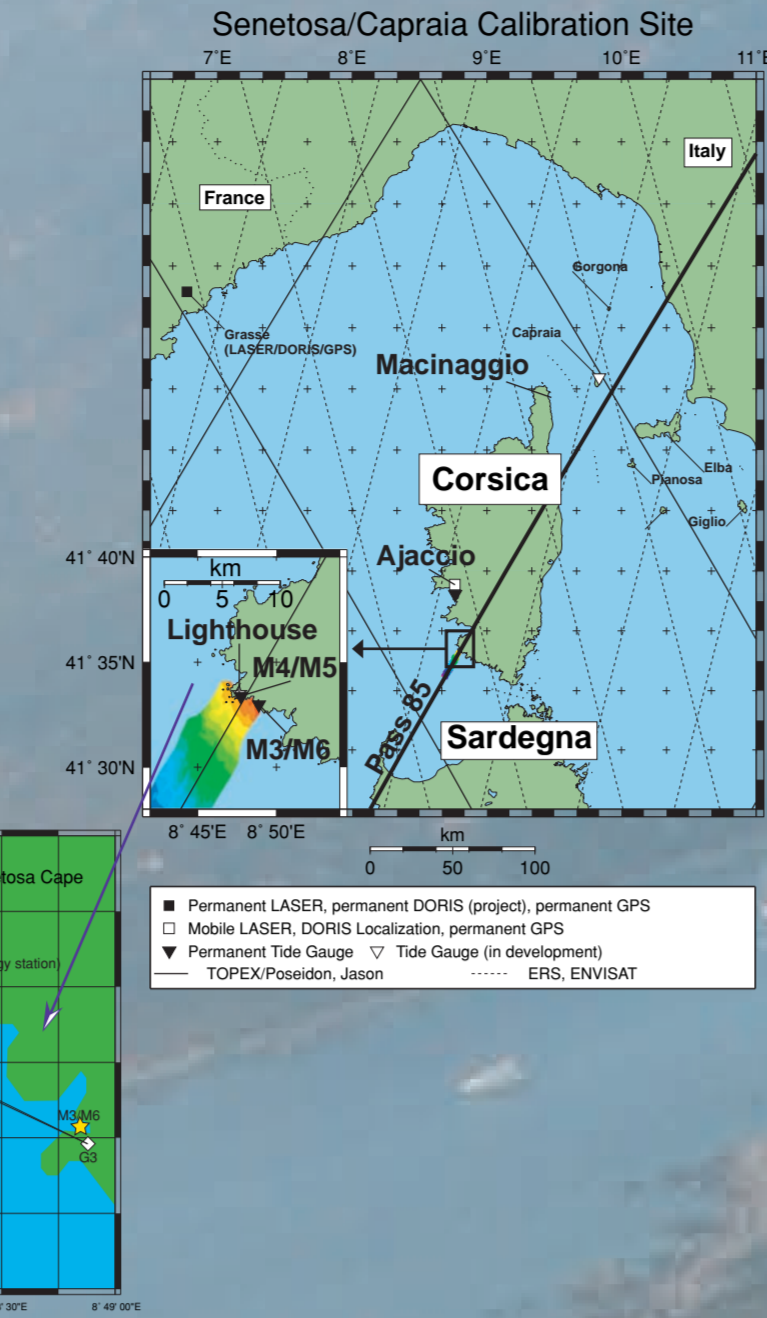 Senetosa/Capraia Calibration Site
7˚E 8˚E 9˚E 10˚E 11˚E
Italy
France
Gorgona
Grasse
(LASER/DORIS/GPS)
Capraia
Macinaggio
Elba
Pianosa
Corsica
Giglio
Ajaccio
41˚ 40'N
km
0 5 10
Lighthouse
41˚ 35'N
M4/M5
Pass 85
Sardegna
M3/M6
41˚ 30'N
8˚ 45'E 8˚ 50'E
km
0 50 100
tosa Cape
■ Permanent LASER, permanent DORIS (project), permanent GPS
□ Mobile LASER, DORIS Localization, permanent GPS
▼ Permanent Tide Gauge ▽ Tide Gauge (in development)
TOPEX/Poseidon, Jason ERS, ENVISAT
gy station)
M3/M6
G3
30"E 8˚ 49' 00"E